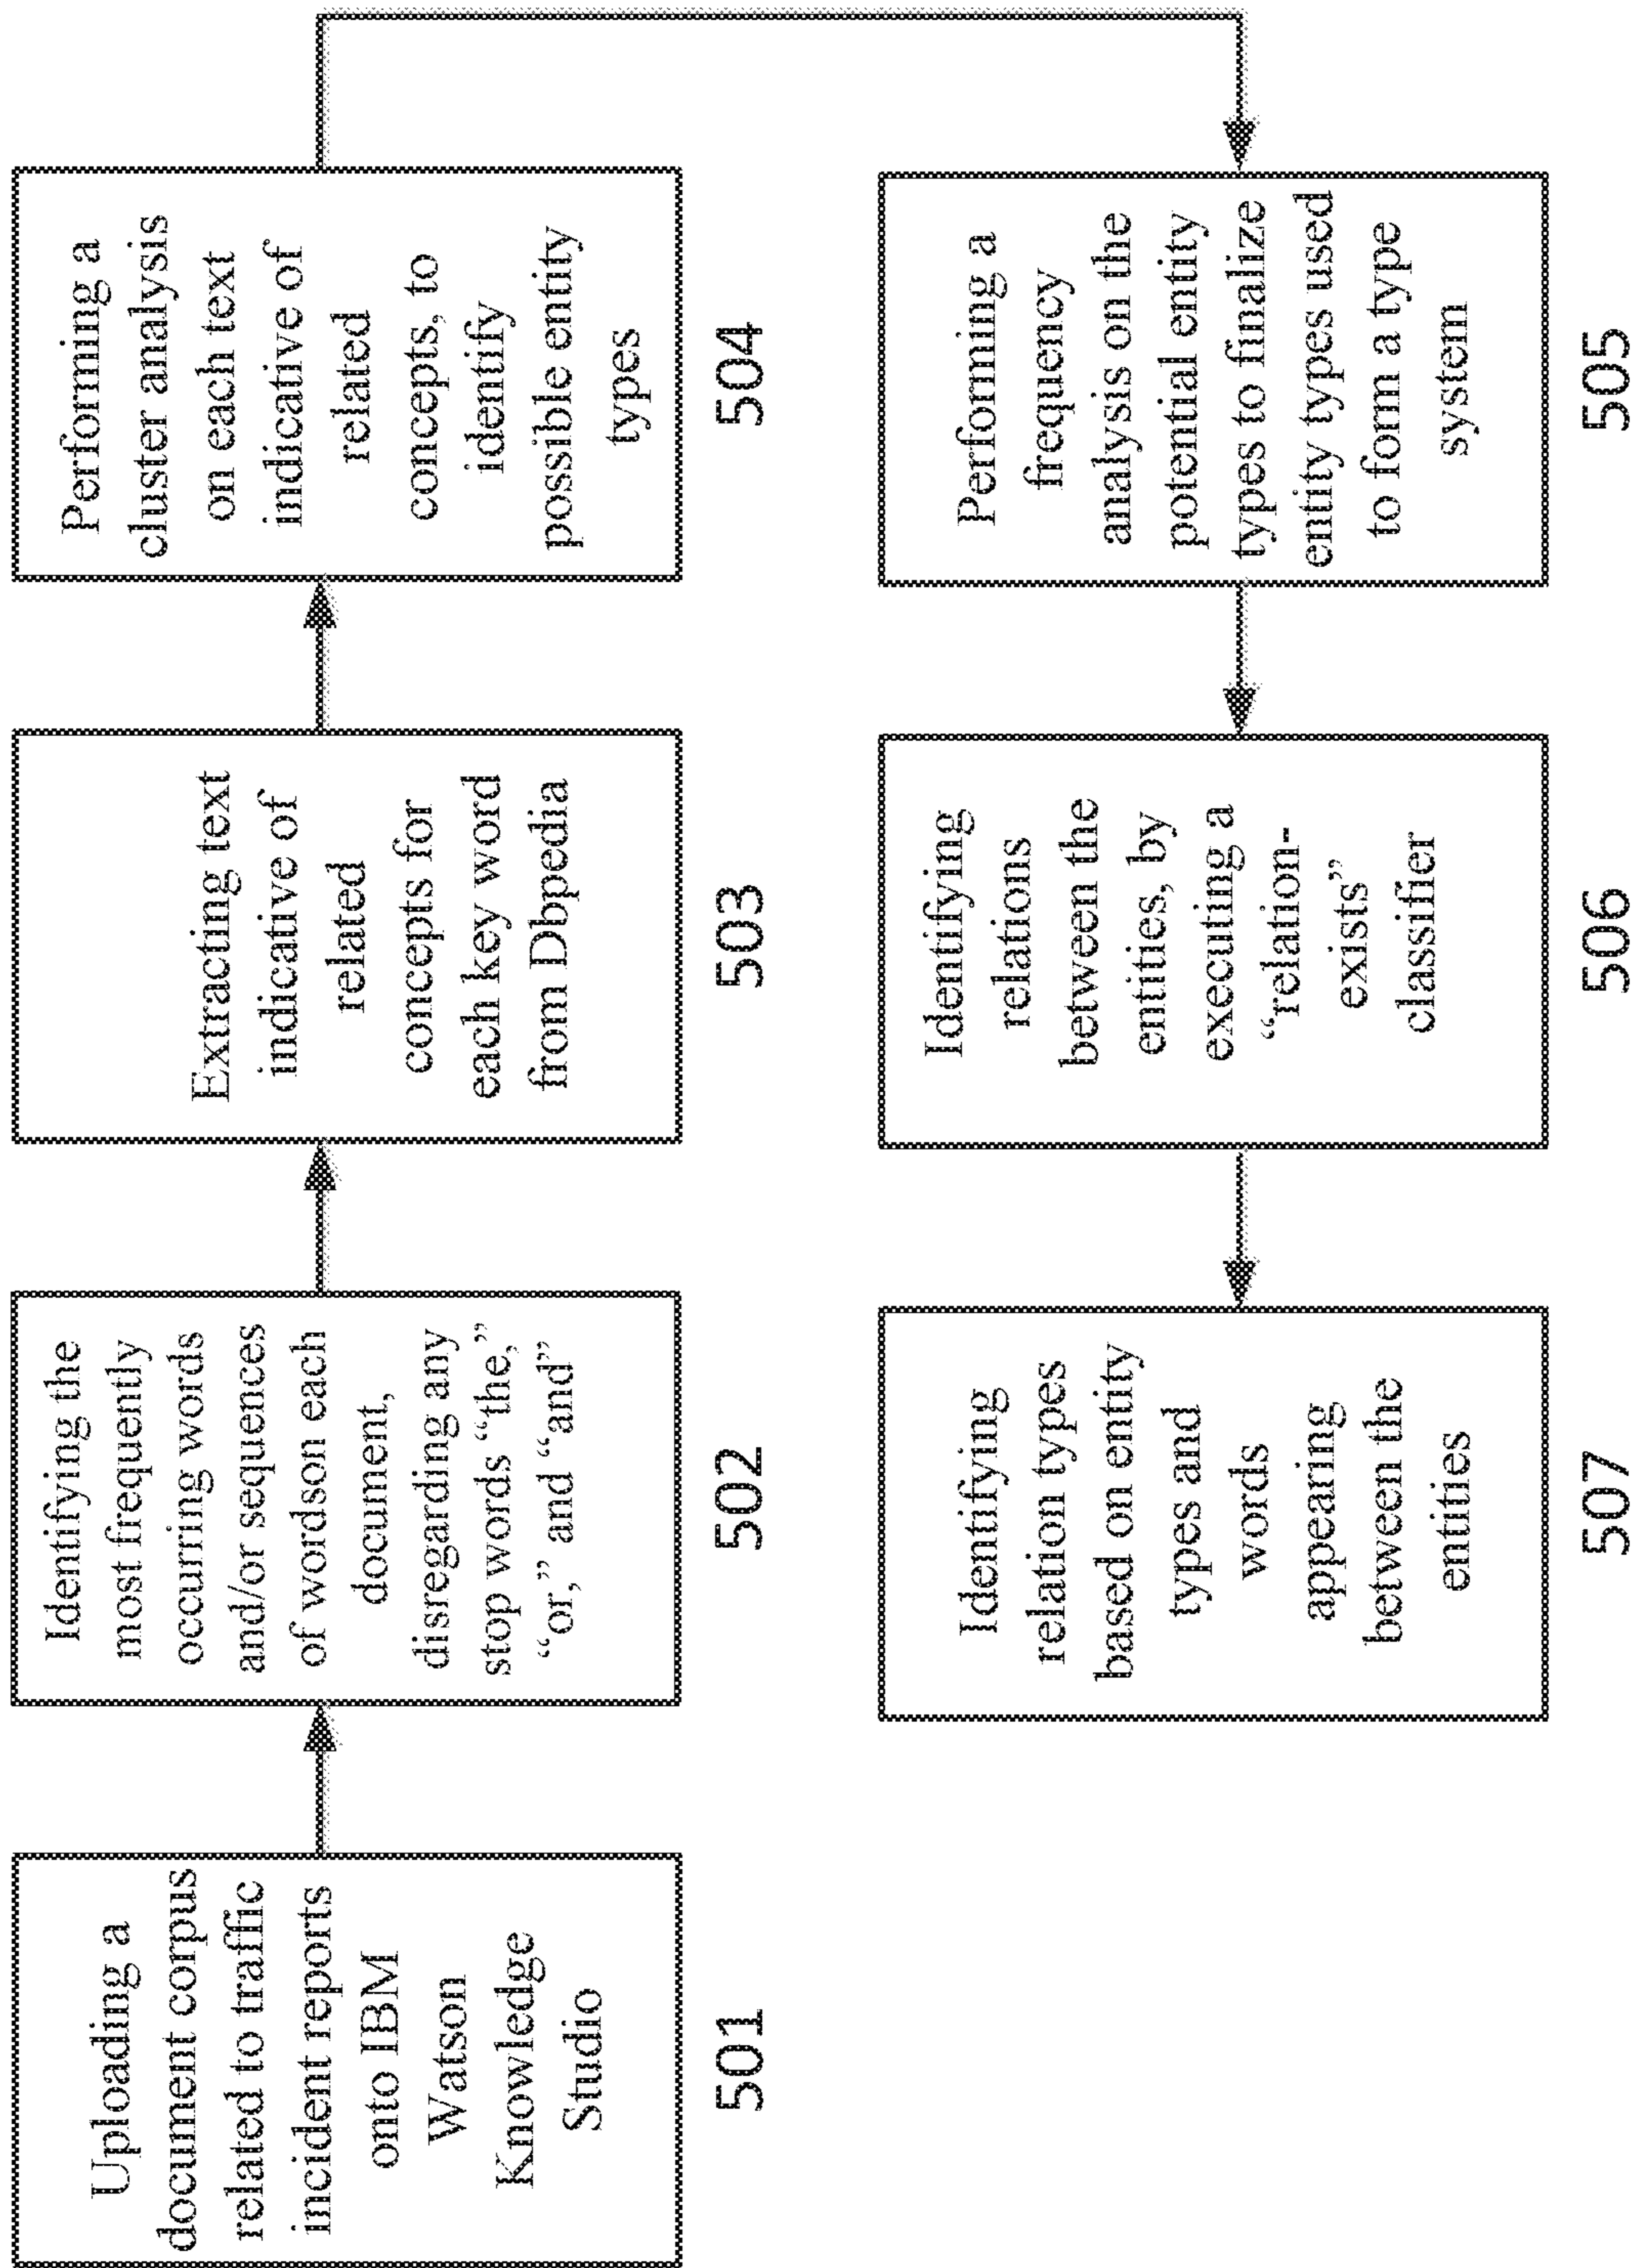 Uploading a
document corpus
related to traffic
incident reports
onto IBM
Watson
Knowledge
Studio
501
Identifying the
most frequently
occurring words
and/or sequences
of wordson each
document,
disregarding any
stop words “the,”
“or,” and “and”
502
Extracting text
indicative of
related
concepts for
each key word
from Dbpedia
503
Performing a
cluster analysis
on each text
indicative of
related
concepts, to
identify
possible entity
types
504
Performing a
frequency
analysis on the
potential entity
types to finalize
entity types used
to form a type
system
505
Identifying
relations
between the
entities, by
executing a
“relation-
exists”
classifier
506
Identifying
relation types
based on entity
types and
words
appearing
between the
entities
507